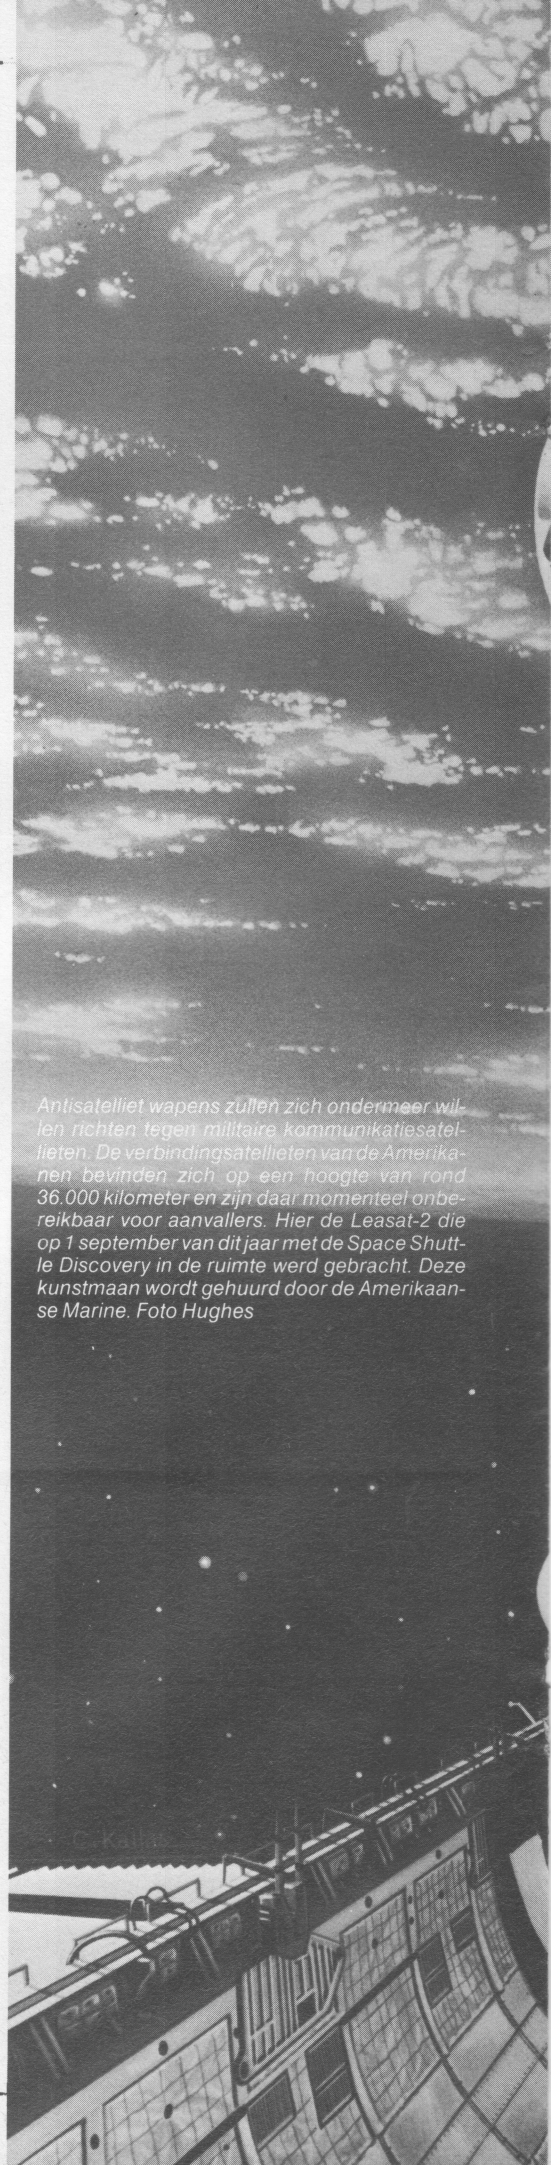 Antisatelliet wapens zullen zich ondermeer wil-
len richten tegen militaire kommunikatiesatel-
lieten. De verbindingsatellieten van de Amerika-
nen bevinden zich op een hoogte van rond
36.000 kilometer en zijn daar momenteel onbe-
reikbaar voor aanvallers. Hier de Leasat-2 die
op 1 september van dit jaar met de Space Shutt-
le Discovery in de ruimte werd gebracht. Deze
kunstmaan wordt gehuurd door de Amerikaan-
se Marine. Foto Hughes